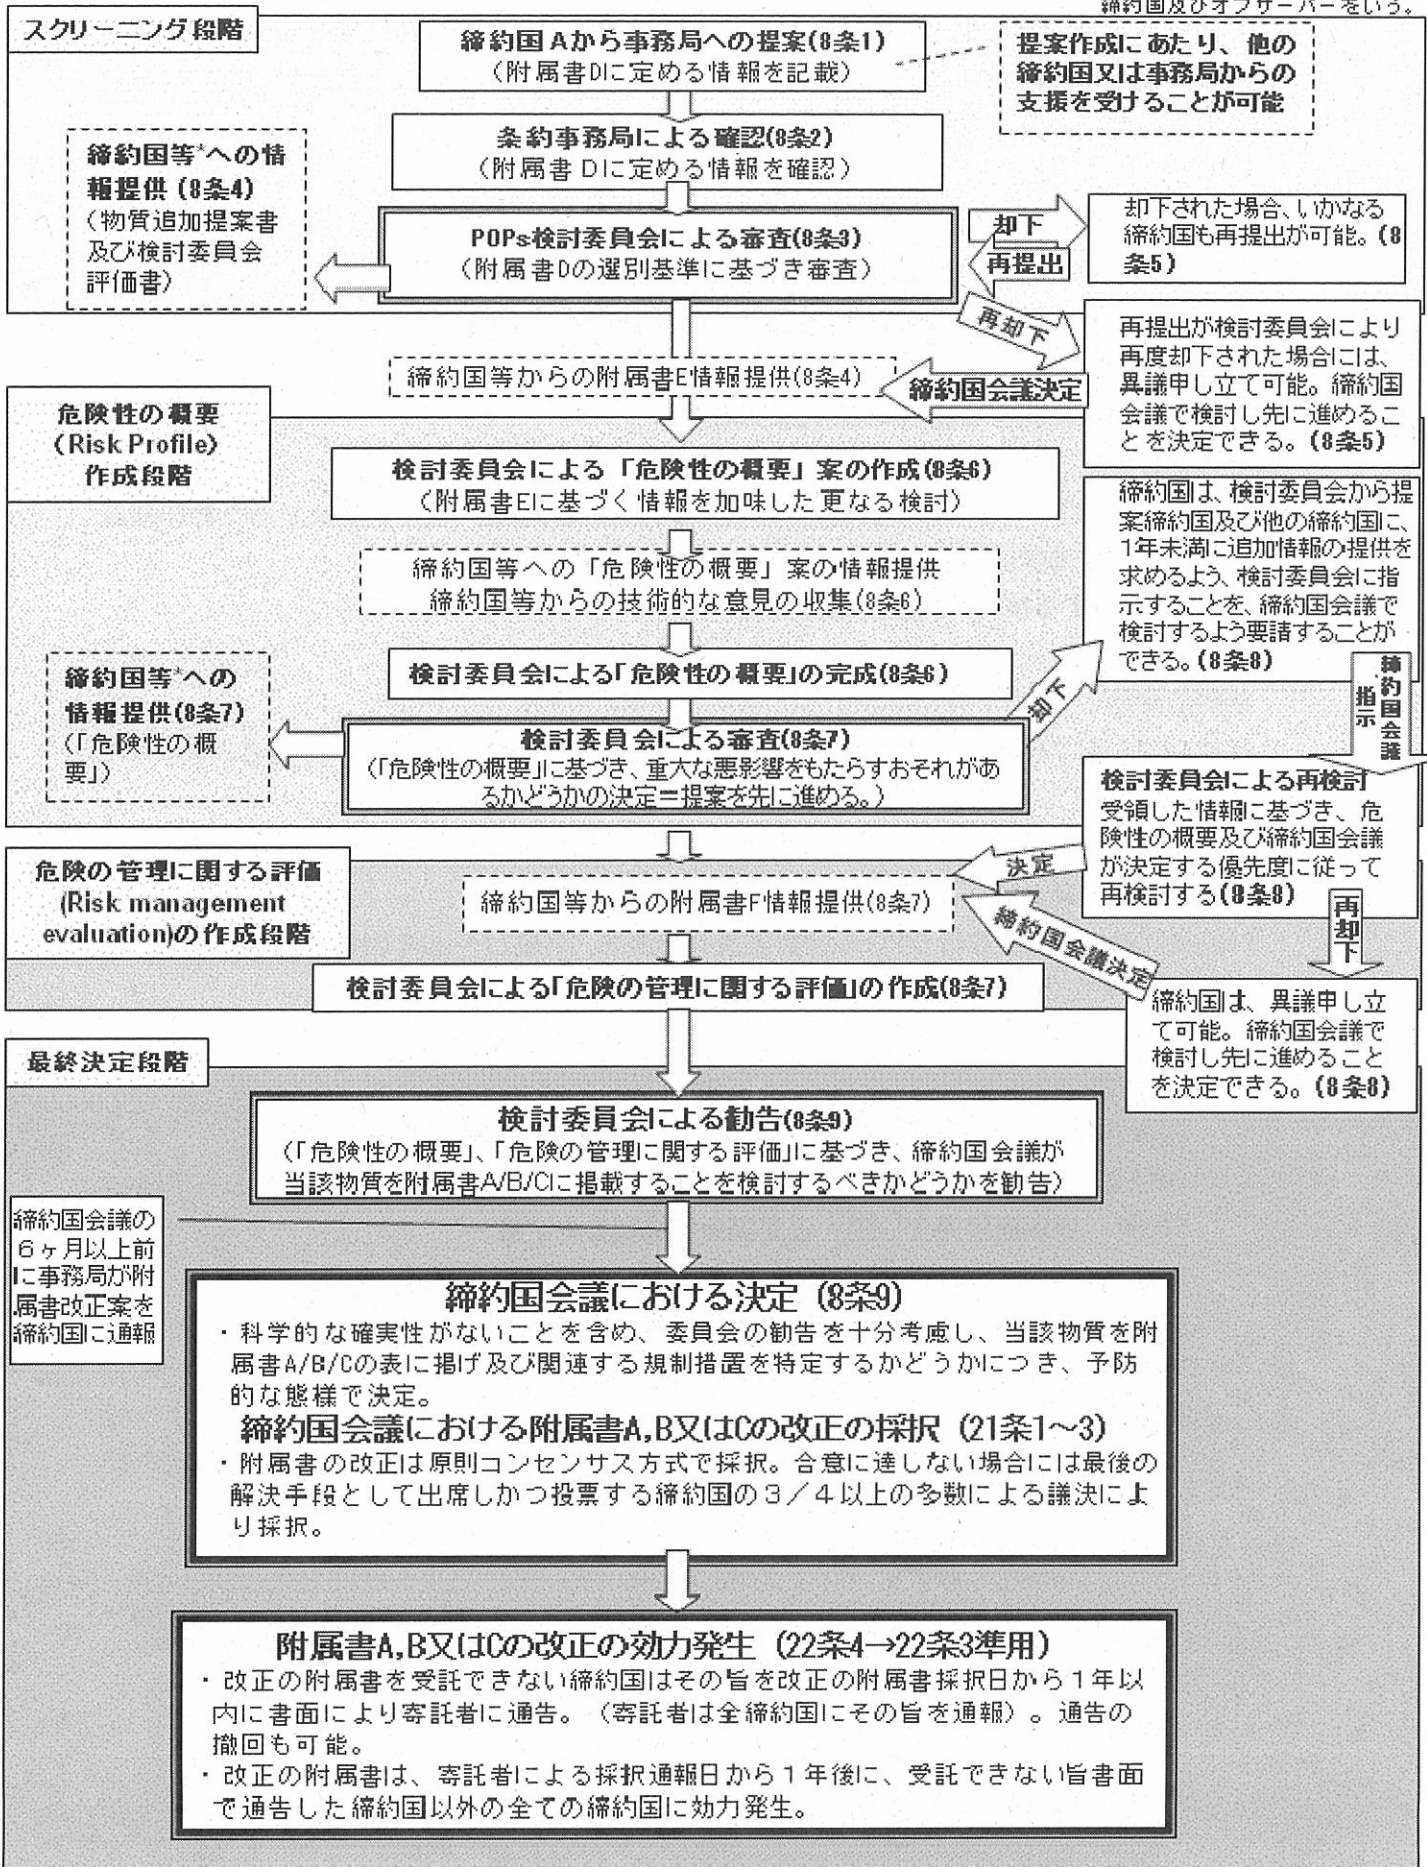 締約国及びオブザーバーをいう。
スクリーニング段階
締約国Aから事務局への提案(8条1)
（附属書Dに定める情報を記載）
提案作成にあたり、他の
締約国又は事務局からの
支援を受けることが可能
条約事務局による確認(8条2)
（附属書Dに定める情報を確認）
締約国等*への情
報提供（8条4）
（物質追加提案書
及び検討委員会
評価書）
POPs検討委員会による審査(8条3)
（附属書Dの選別基準に基づき審査）
却下
再提出
却下された場合、いかなる
締約国も再提出が可能。(8
条5)
再却下
再提出が検討委員会により
再度却下された場合には、
異議申し立て可能。締約国
会議で検討し先に進めるこ
とを決定できる。(8条5)
締約国等からの附属書E情報提供(8条4)
締約国会議決定
危険性の概要
（Risk Profile）
作成段階
検討委員会による「危険性の概要」案の作成(8条6)
（附属書Eに基づく情報を加味した更なる検討）
締約国等への「危険性の概要」案の情報提供
締約国等からの技術的な意見の収集(8条6)
締約国は、検討委員会から提
案締約国及び他の締約国に、
1年未満に追加情報の提供を
求めるよう、検討委員会に指
示することを、締約国会議で
検討するよう要請することが
できる。(8条8)
検討委員会による「危険性の概要」の完成(8条6)
却下
締約国会議
指示
締約国等*への
情報提供(8条7)
（「危険性の概
要」）
検討委員会による審査(8条7)
（「危険性の概要」に基づき、重大な悪影響をもたらすおそれがあ
るかどうかの決定＝提案を先に進める。）
検討委員会による再検討
受領した情報に基づき、危
険性の概要及び締約国会議
が決定する優先度に従って
再検討する(8条8)
決定
危険の管理に関する評価
(Risk management
evaluation)の作成段階
締約国等からの附属書F情報提供(8条7)
締約国会議決定
再却下
検討委員会による「危険の管理に関する評価」の作成(8条7)
締約国は、異議申し立
て可能。締約国会議で
検討し先に進めること
を決定できる。(8条8)
最終決定段階
検討委員会による勧告(8条9)
（「危険性の概要」、「危険の管理に関する評価」に基づき、締約国会議が
当該物質を附属書A/B/Cに掲載することを検討するべきかどうかを勧告）
締約国会議の
６ヶ月以上前
に事務局が附
属書改正案を
締約国に通報
締約国会議における決定（8条9）
・科学的な確実性がないことを含め、委員会の勧告を十分考慮し、当該物質を附
属書A/B/Cの表に掲げ及び関連する規制措置を特定するかどうかにつき、予防
的な態様で決定。
締約国会議における附属書A,B又はCの改正の採択（21条1～3）
・附属書の改正は原則コンセンサス方式で採択。合意に達しない場合には最後の
解決手段として出席しかつ投票する締約国の３／４以上の多数による議決によ
り採択。
附属書A,B又はCの改正の効力発生（22条4→22条3準用）
・改正の附属書を受託できない締約国はその旨を改正の附属書採択日から１年以
内に書面により寄託者に通告。（寄託者は全締約国にその旨を通報）。通告の
撤回も可能。
・改正の附属書は、寄託者による採択通報日から１年後に、受託できない旨書面
で通告した締約国以外の全ての締約国に効力発生。